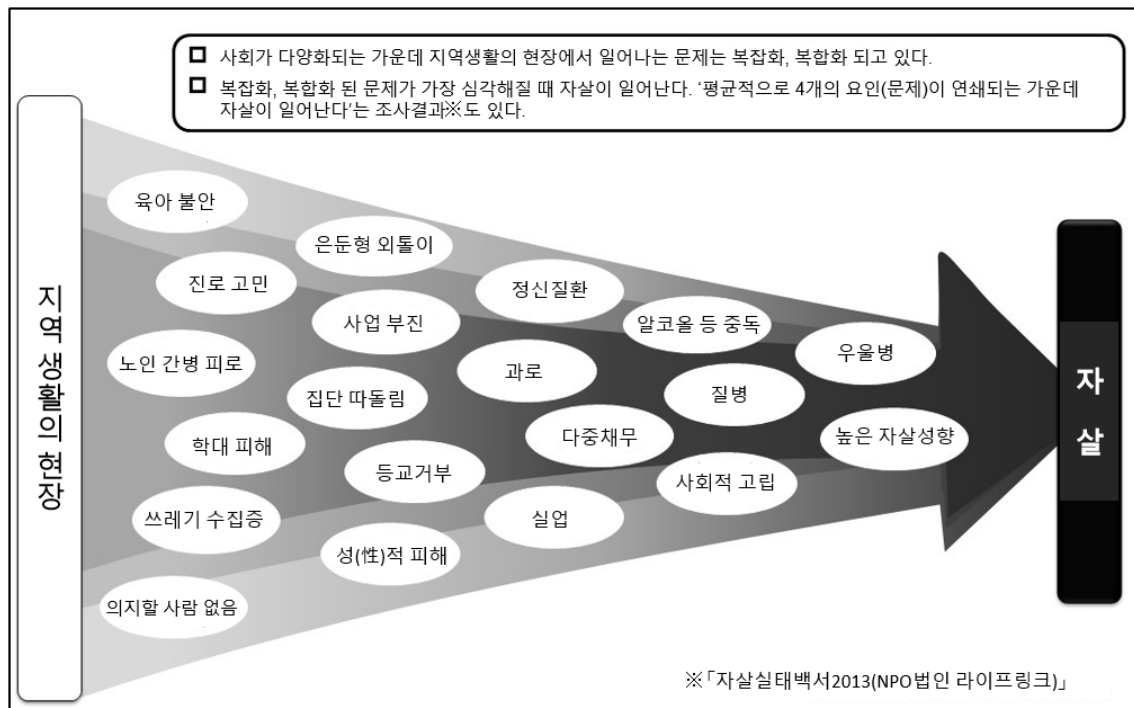 □ 사회가 다양화되는 가운데 지역생활의 현장에서 일어나는 문제는 복잡화, 복합화 되고 있다.
□ 복잡화, 복합화 된 문제가 가장 심각해질 때 자살이 일어난다. ‘평균적으로 4개의 요인(문제)이 연쇄되는 가운데
자살이 일어난다’는 조사결과※도 있다.
지역 생활의 현장
육아 불안
은둔형 외톨이
진로 고민
정신질환
사업 부진
알코올 등 중독
우울병
노인 간병 피로
과로
집단 따돌림
질병
학대 피해
다중채무
높은 자살성향
등교거부
사회적 고립
쓰레기 수집증
실업
성(性)적 피해
의지할 사람 없음
자살
※「자살실태백서2013(NPO법인 라이프링크)」